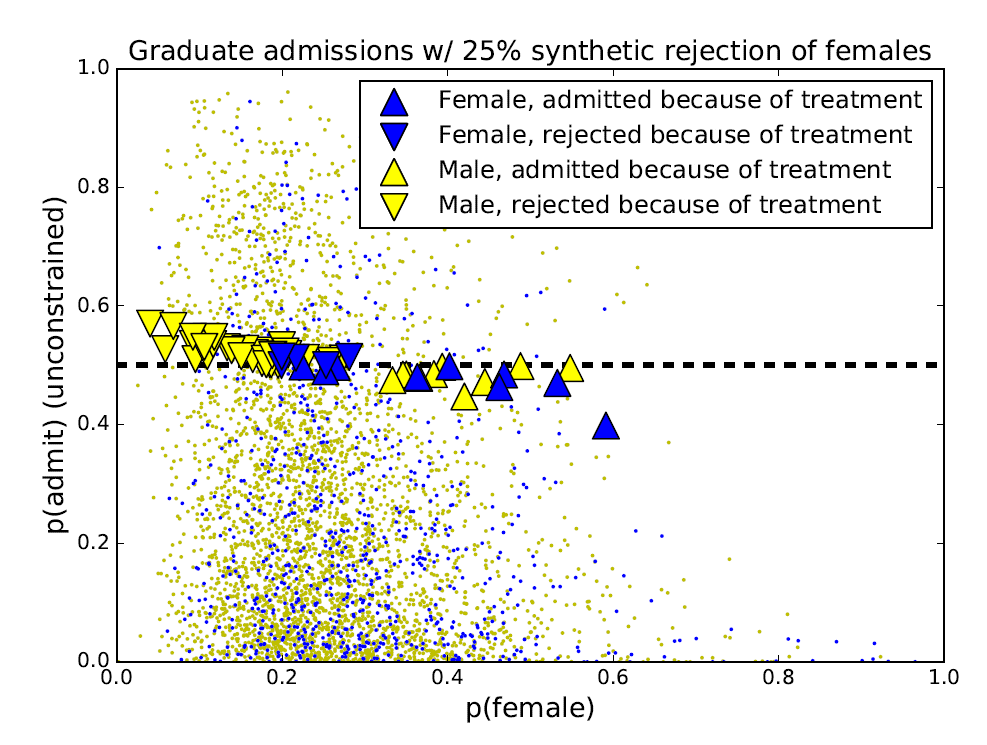 Graduate admissions w/ 25% synthetic rejection of females
1.0
Female, admitted because of treatment
Female, rejected because of treatment
Male, admitted because of treatment
Male, rejected because of treatment
0.8
0.6
0.4
0.2
0.0
p(admit) (unconstrained)
0.0 0.2 0.4 0.6 0.8 1.0
p(female)